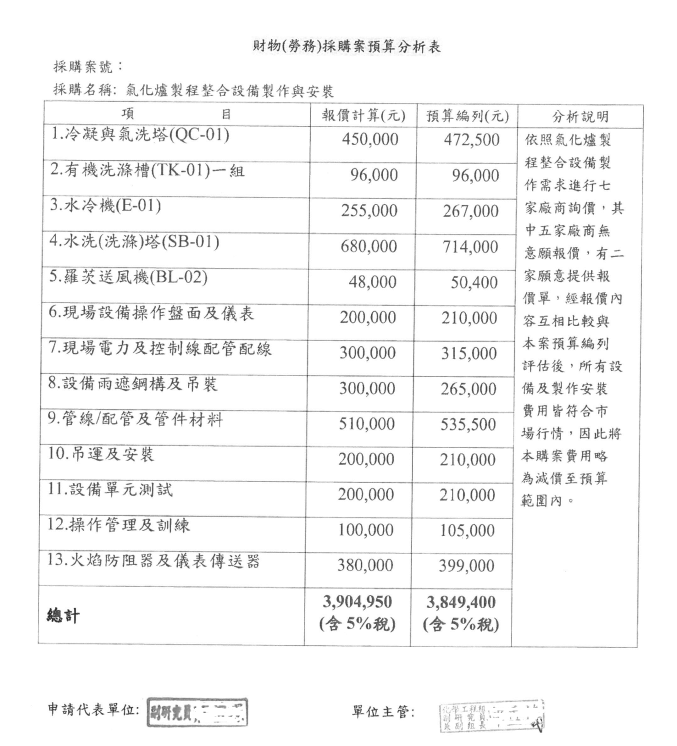 財物(勞務)採購案預算分析表
採購案號：
採購名稱: 氣化爐製程整合設備製作與安裝
項 目 報價計算(元) 預算編列(元) 分析說明
1.冷凝與氣洗塔(QC-01) 450,000 472,500
2.有機洗滌槽(TK-01)一組 96,000 96,000
3.水冷機(E-01) 255,000 267,000
4.水洗(洗滌)塔(SB-01) 680,000 714,000
5.羅茨送風機(BL-02) 48,000 50,400
6.現場設備操作盤面及儀表 200,000 210,000
7.現場電力及控制線配管配線 300,000 315,000
8.設備雨遮鋼構及吊裝 300,000 265,000
9.管線/配管及管件材料 510,000 535,500
10.吊運及安裝 200,000 210,000
11.設備單元測試 200,000 210,000
12.操作管理及訓練 100,000 105,000
13.火焰防阻器及儀表傳送器 380,000 399,000
總計 3,904,950 3,849,400
(含 5%稅) (含 5%稅)
依照氣化爐製
程整合設備製
作需求進行七
家廠商詢價，其
中五家廠商無
意願報價，有二
家願意提供報
價單，經報價內
容互相比較與
本案預算編列
評估後，所有設
備及製作安裝
費用皆符合市
場行情，因此將
本購案費用略
為減價至預算
範圍內。
申請代表單位: 副研究員
單位主管:
化學工程組
副研究員